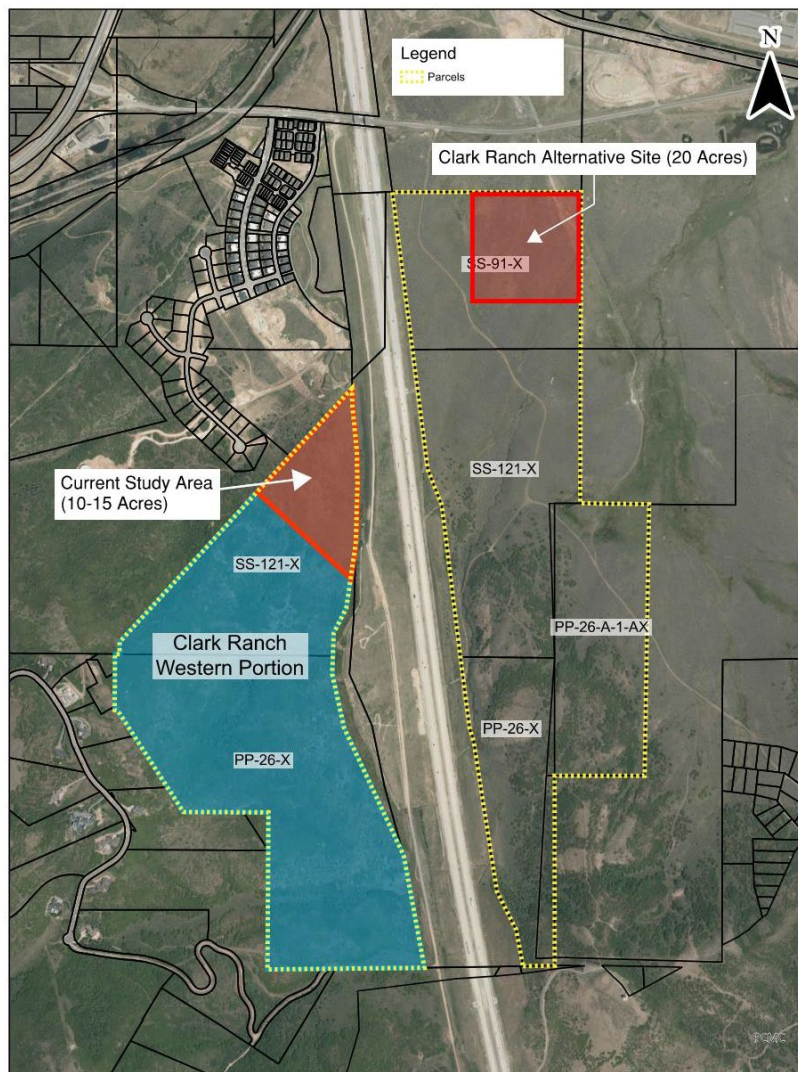 Legend
Parcels
N
Clark Ranch Alternative Site (20 Acres)
SS-91-X
SS-121-X
Current Study Area
(10-15 Acres)
SS-121-X
Clark Ranch
Western Portion
PP-26-A-1-AX
PP-26-X
PP-26-X
PCMC